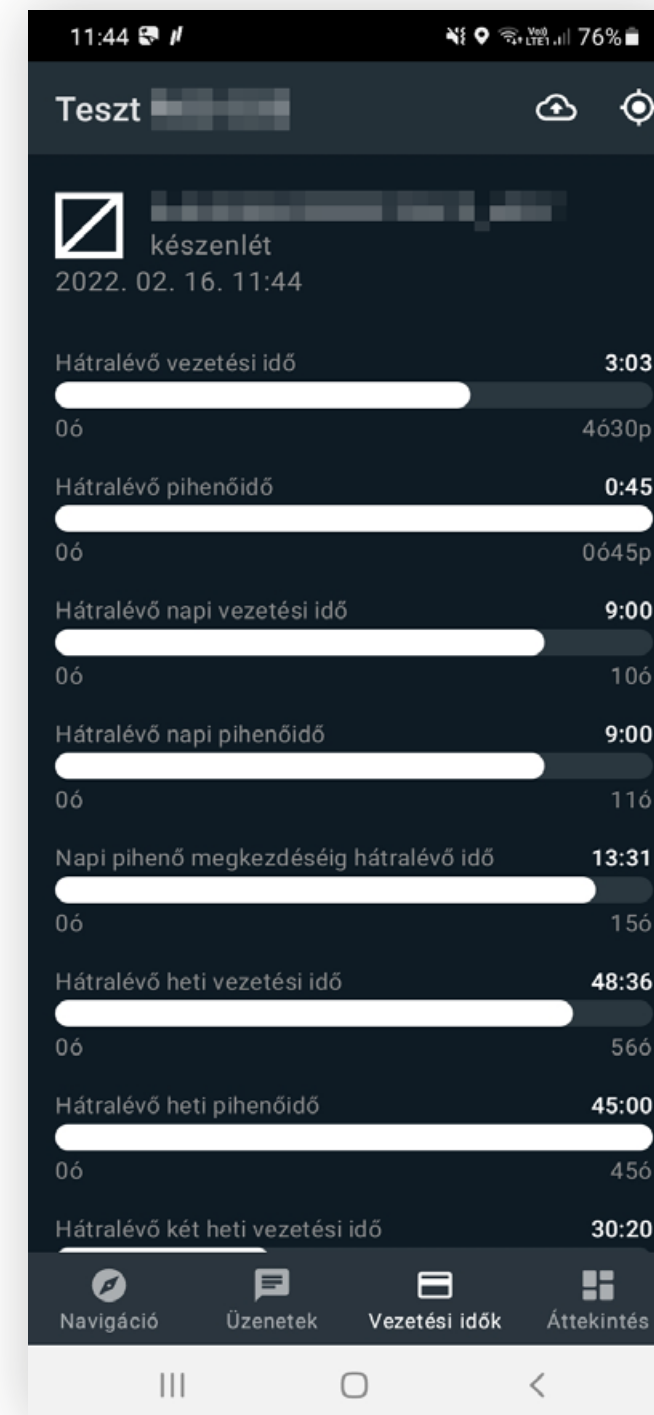 11:44 Vo)) LTE1 76%
Teszt
készenlét
2022. 02. 16. 11:44
Hátralévő vezetési idő 3:03
0ó 4ó30p
Hátralévő pihenőidő 0:45
0ó 0ó45p
Hátralévő napi vezetési idő 9:00
0ó 10ó
Hátralévő napi pihenőidő 9:00
0ó 11ó
Napi pihenő megkezdéséig hátralévő idő 13:31
0ó 15ó
Hátralévő heti vezetési idő 48:36
0ó 56ó
Hátralévő heti pihenőidő 45:00
0ó 45ó
Hátralévő két heti vezetési idő 30:20
Navigáció Üzenetek Vezetési idők Áttekintés